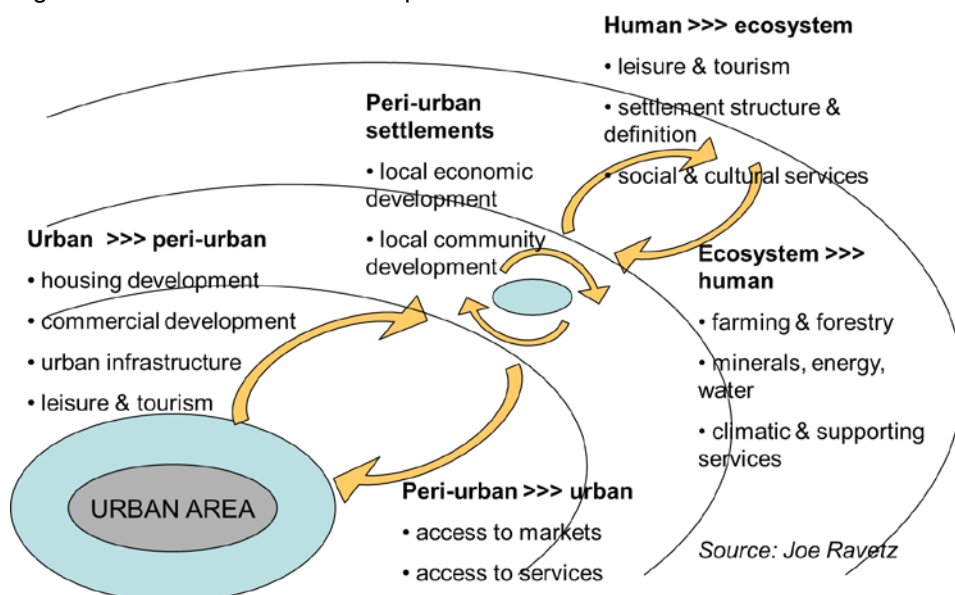 Human >>> ecosystem
• leisure & tourism
• settlement structure &
definition
• social & cultural services
Peri-urban
settlements
• local economic
development
• local community
development
Urban >>> peri-urban
• housing development
• commercial development
• urban infrastructure
• leisure & tourism
Ecosystem >>>
human
• farming & forestry
• minerals, energy,
water
• climatic & supporting
services
URBAN AREA
Peri-urban >>> urban
• access to markets
• access to services
Source: Joe Ravetz